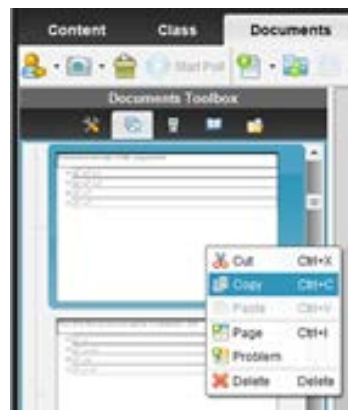 Content Class Documents
Start Poll
Documents Toolbox
Cut Ctrl+X
Copy Ctrl+C
Paste Ctrl+V
Page Ctrl+I
Problem
Delete Delete